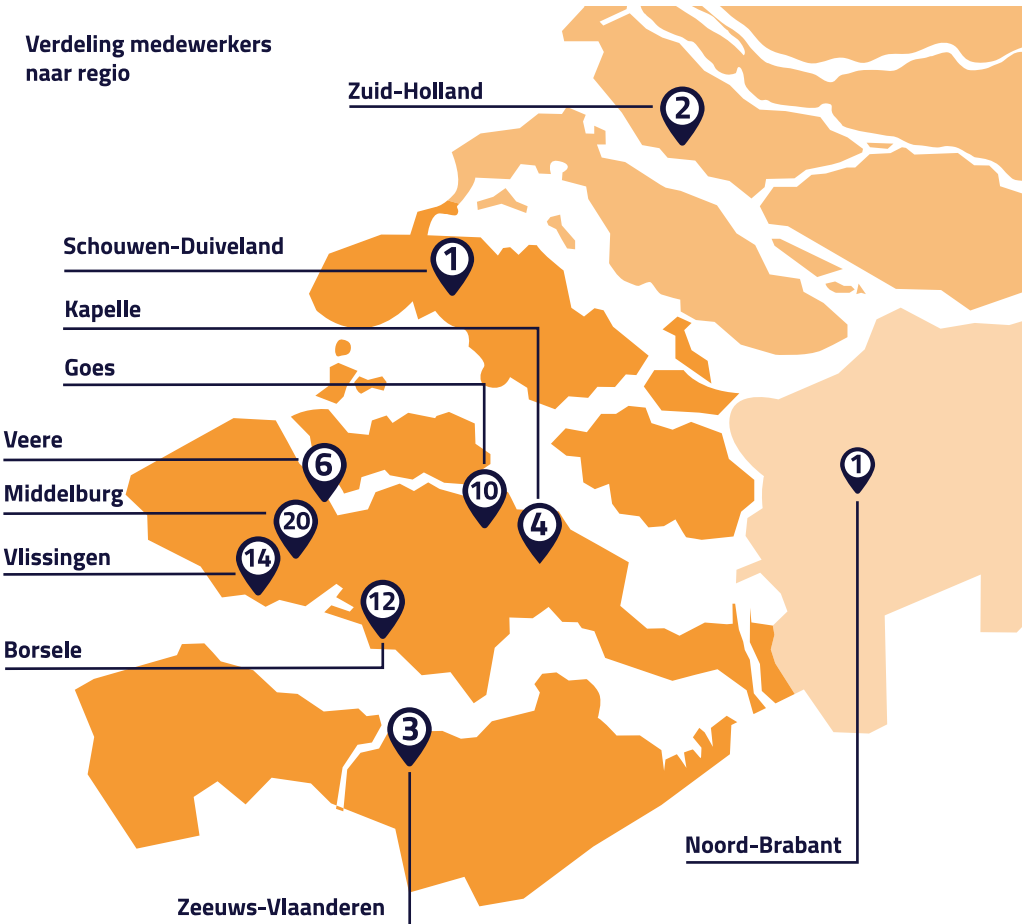 Verdeling medewerkers
naar regio
Zuid-Holland
2
Schouwen-Duiveland
1
Kapelle
4
Goes
10
Veere
6
Middelburg
20
Vlissingen
14
Borsele
12
Zeeuws-Vlaanderen
3
Noord-Brabant
1